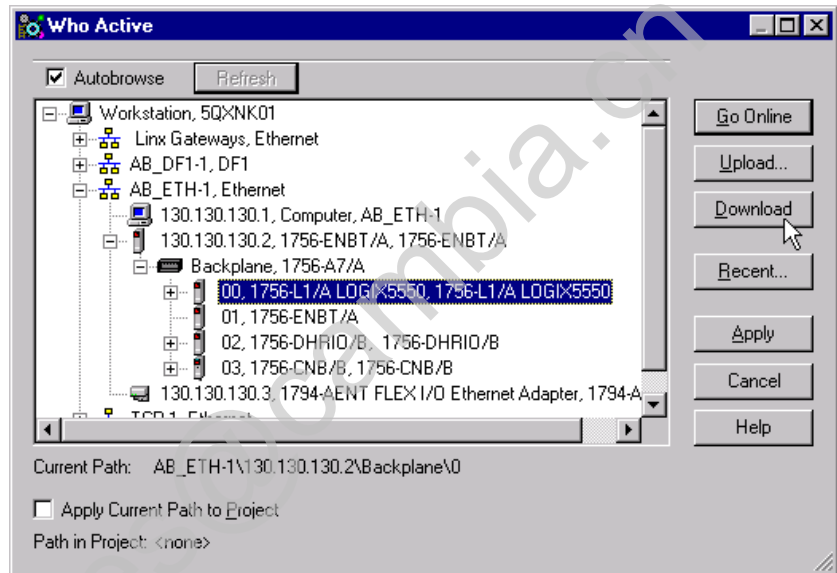 Who Active
Autobrowse
Refresh
Workstation, 5QXNK01
Linx Gateways, Ethernet
AB_DF1-1, DF1
AB_ETH-1, Ethernet
130.130.130.1, Computer, AB_ETH-1
130.130.130.2, 1756-ENBT/A, 1756-ENBT/A
Backplane, 1756-A7/A
00, 1756-L1/A LOGIX5550, 1756-L1/A LOGIX5550
01, 1756-ENBT/A
02, 1756-DHRIO/B, 1756-DHRIO/B
03, 1756-CNB/B, 1756-CNB/B
130.130.130.3, 1794-AENT FLEX I/O Ethernet Adapter, 1794-A
Go Online
Upload...
Download
Recent...
Apply
Cancel
Help
Current Path: AB_ETH-1\130.130.130.2\Backplane\0
Apply Current Path to Project
Path in Project: <none>